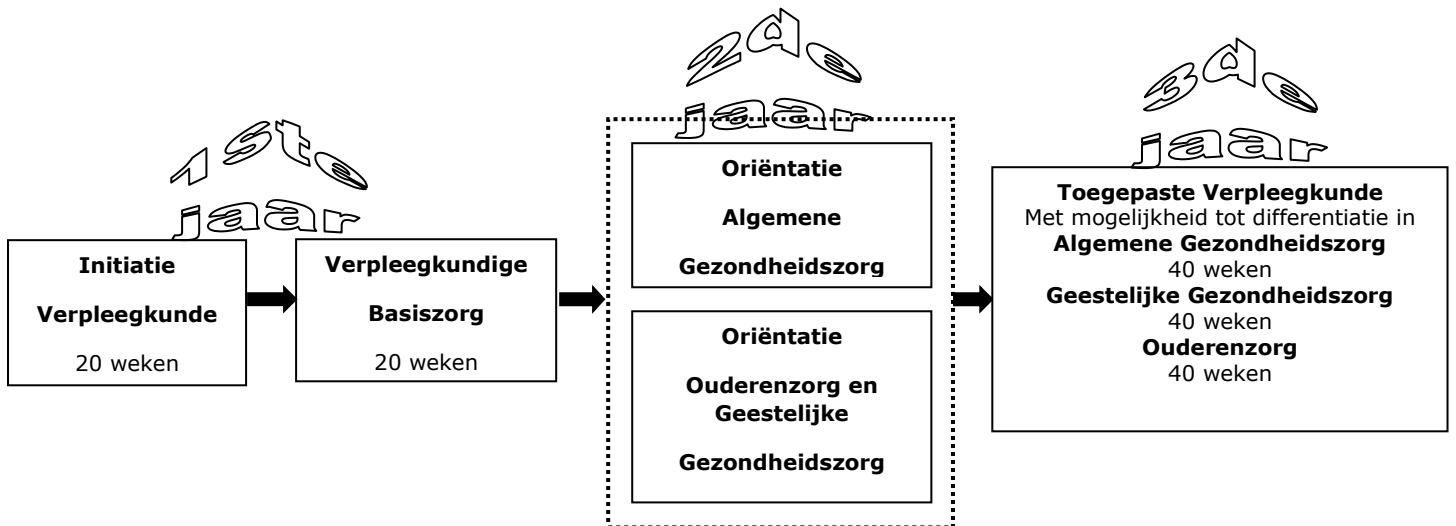 1ste
jaar
Initiatie
Verpleegkunde
20 weken
Verpleegkundige
Basiszorg
20 weken
2de
jaar
Oriëntatie
Algemene
Gezondheidszorg
Oriëntatie
Ouderenzorg en
Geestelijke
Gezondheidszorg
3de
jaar
Toegepaste Verpleegkunde
Met mogelijkheid tot differentiatie in
Algemene Gezondheidszorg
40 weken
Geestelijke Gezondheidszorg
40 weken
Ouderenzorg
40 weken